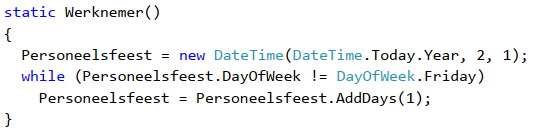 static Werknemer()
{
  Personeelsfeest = new DateTime(DateTime.Today.Year, 2, 1);
  while (Personeelsfeest.DayOfWeek != DayOfWeek.Friday)
    Personeelsfeest = Personeelsfeest.AddDays(1);
}